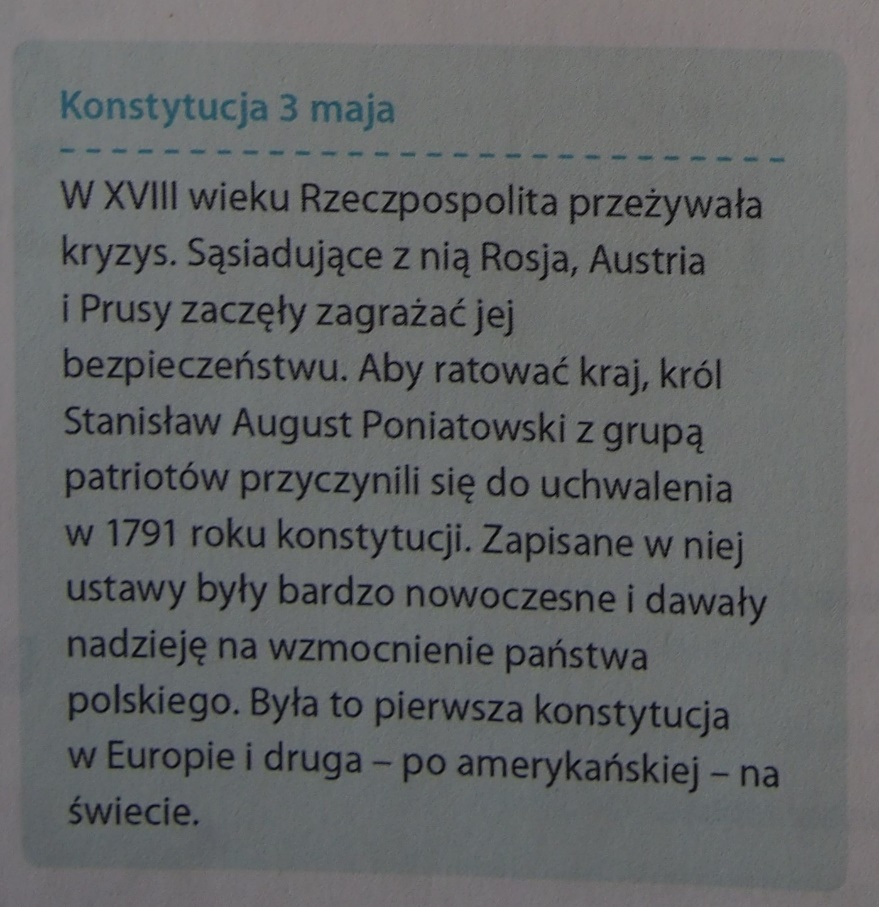 Konstytucja 3 maja
W XVIII wieku Rzeczpospolita przeżywała
kryzys. Sąsiadujące z nią Rosja, Austria
i Prusy zaczęły zagrażać jej
bezpieczeństwu. Aby ratować kraj, król
Stanisław August Poniatowski z grupą
patriotów przyczynili się do uchwalenia
w 1791 roku konstytucji. Zapisane w niej
ustawy były bardzo nowoczesne i dawały
nadzieję na wzmocnienie państwa
polskiego. Była to pierwsza konstytucja
w Europie i druga – po amerykańskiej – na
świecie.